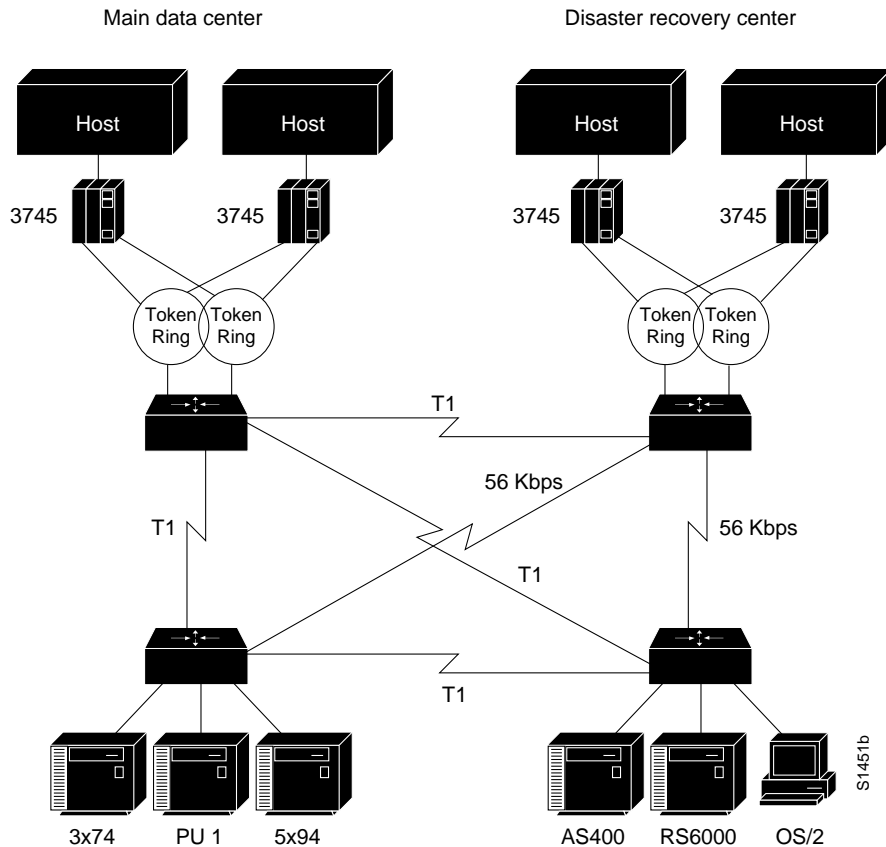 Main data center
Disaster recovery center
Host
Host
Host
Host
3745
3745
3745
3745
Token
Ring
Token
Ring
Token
Ring
Token
Ring
T1
56 Kbps
T1
56 Kbps
T1
T1
3x74
PU 1
5x94
AS400
RS6000
OS/2
S1451b